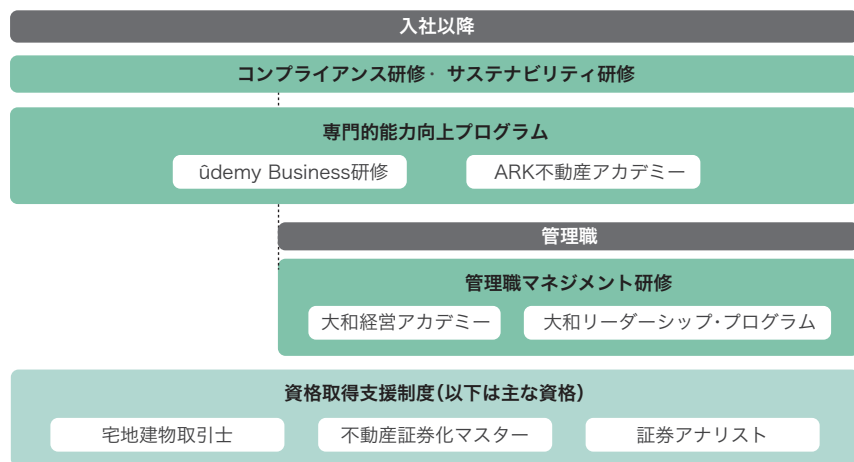 入社以降
コンプライアンス研修・サステナビリティ研修
専門的能力向上プログラム
ûdemy Business研修
ARK不動産アカデミー
管理職
管理職マネジメント研修
大和経営アカデミー
大和リーダーシップ・プログラム
資格取得支援制度(以下は主な資格)
宅地建物取引士
不動産証券化マスター
証券アナリスト